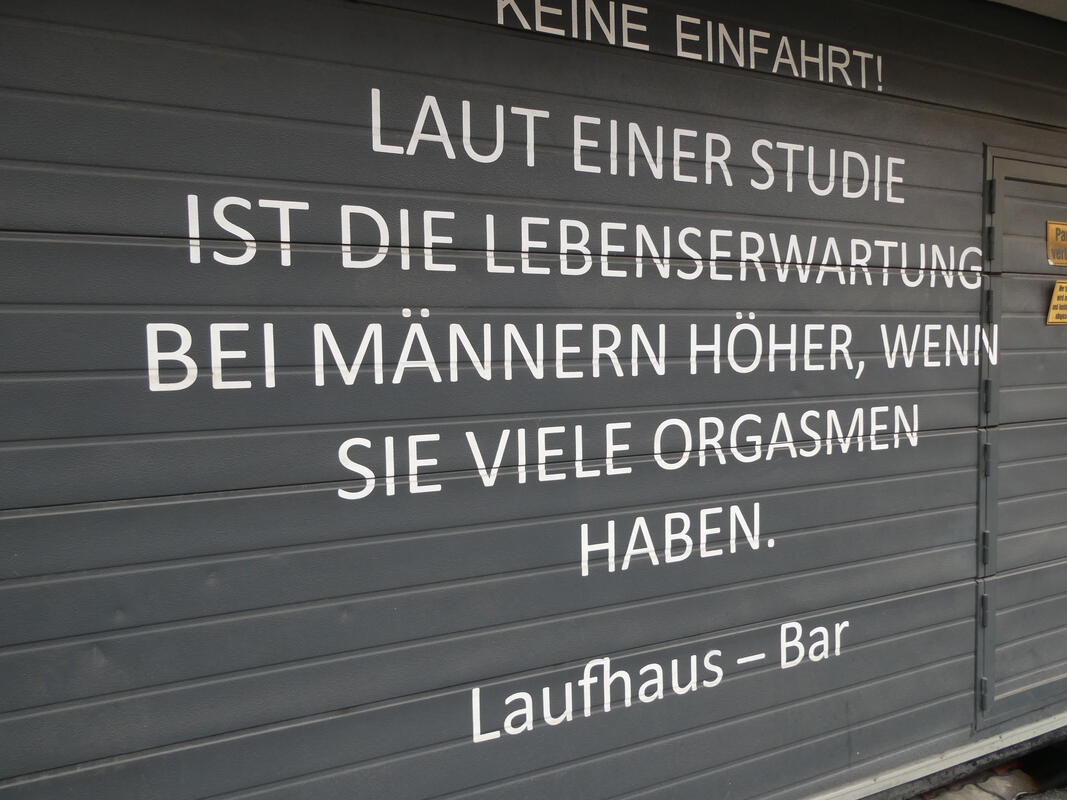 KEINE EINFAHRT!
LAUT EINER STUDIE
IST DIE LEBENSERWARTUNG
BEI MÄNNERN HÖHER, WENN
SIE VIELE ORGASMEN
HABEN.
Laufhaus – Bar